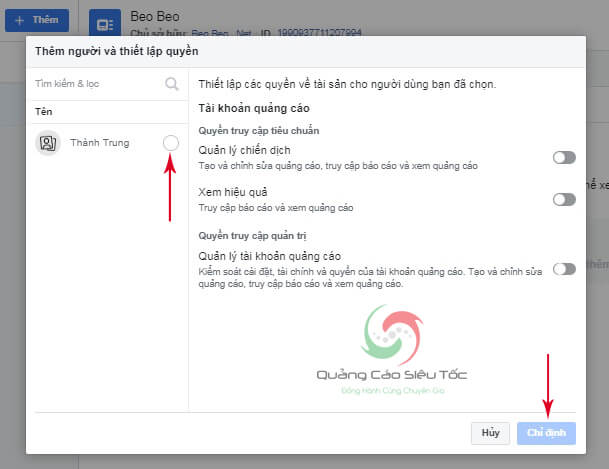 + Thêm
Beo Beo
Chủ sở hữu: Beo Beo .Net ID: 1990937711207994
Thêm người và thiết lập quyền
Tìm kiếm & lọc
Tên
Thành Trung
Thiết lập các quyền về tài sản cho người dùng bạn đã chọn.
Tài khoản quảng cáo
Quyền truy cập tiêu chuẩn
Quản lý chiến dịch
Tạo và chỉnh sửa quảng cáo, truy cập báo cáo và xem quảng cáo
Xem hiệu quả
Truy cập báo cáo và xem quảng cáo
Quyền truy cập quản trị
Quản lý tài khoản quảng cáo
Kiểm soát cài đặt, tài chính và quyền của tài khoản quảng cáo. Tạo và chỉnh sửa
quảng cáo, truy cập báo cáo và xem quảng cáo.
Quảng Cáo Siêu Tốc
Đồng Hành Cùng Chuyên Gia
Hủy
Chỉ định